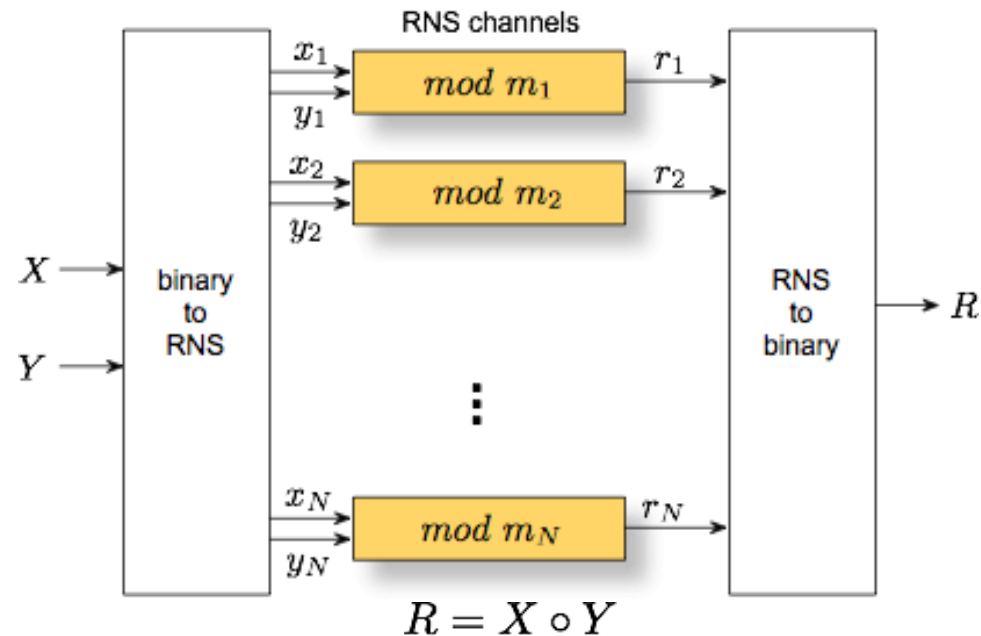 RNS channels
x₁
y₁
mod m₁
r₁
x₂
y₂
mod m₂
r₂
X
Y
binary
to
RNS
RNS
to
binary
R
⋮
x_N
y_N
mod m_N
r_N
R = X ∘ Y